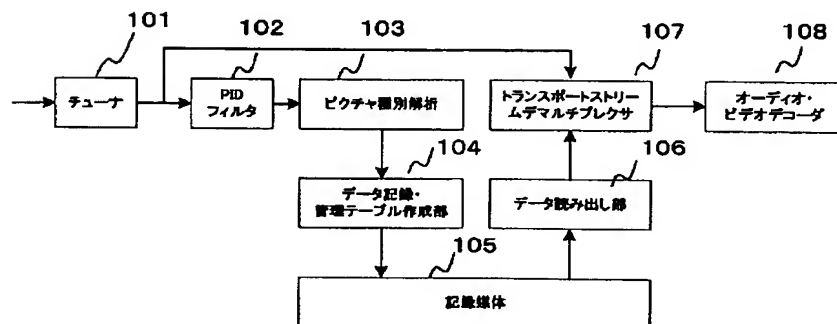 101
102
103
107
108
チューナ
PID
フィルタ
ピクチャ種別解析
トランスポートストリー
ムデマルチプレクサ
オーディオ・
ビデオデコーダ
104
106
データ記録・
管理テーブル作成部
データ読み出し部
105
記録媒体